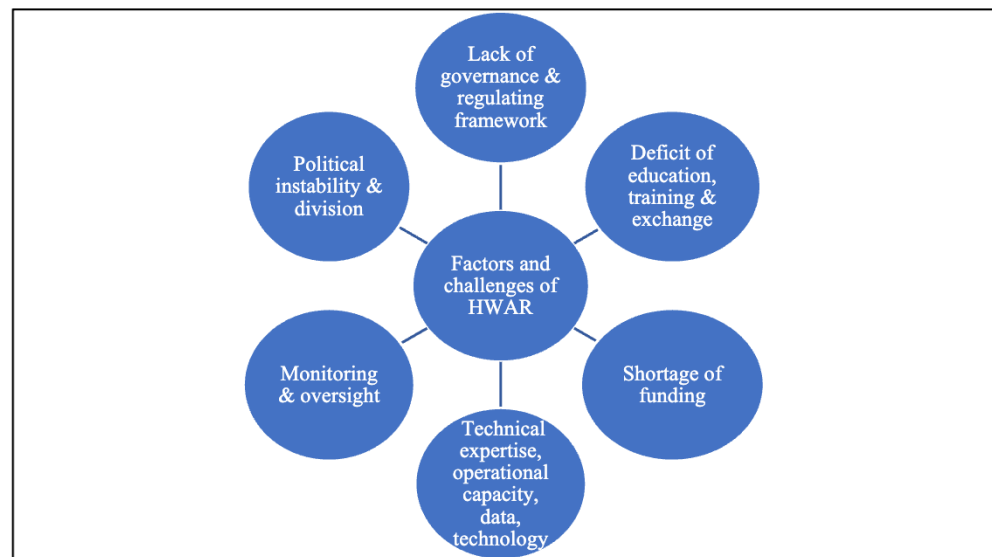 Lack of
governance &
regulating
framework
Deficit of
education,
training &
exchange
Shortage of
funding
Technical
expertise,
operational
capacity,
data,
technology
Monitoring
& oversight
Political
instability &
division
Factors and
challenges of
HWAR